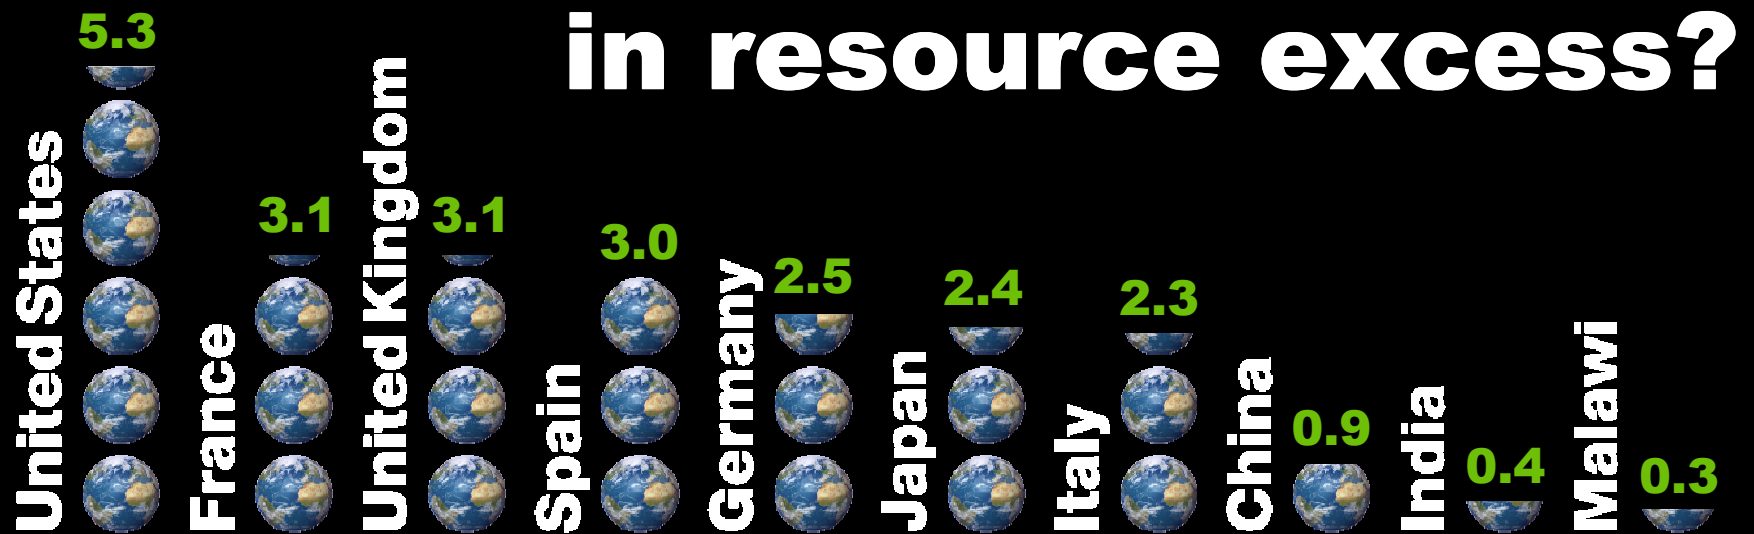 in resource excess?
United States
5.3
France
3.1
United Kingdom
3.1
Spain
3.0
Germany
2.5
Japan
2.4
Italy
2.3
China
0.9
India
0.4
Malawi
0.3